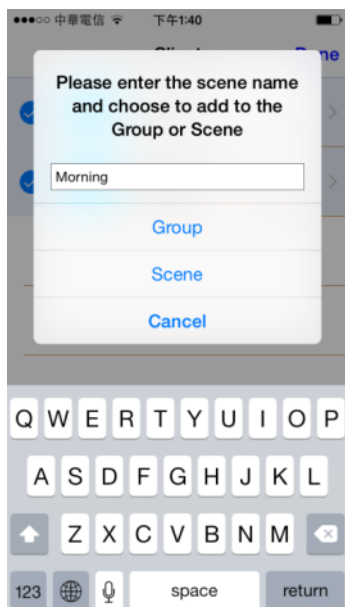 中華電信 下午1:40
Please enter the scene name
and choose to add to the
Group or Scene
Morning
Group
Scene
Cancel
Q W E R T Y U I O P
A S D F G H J K L
Z X C V B N M
123 space return